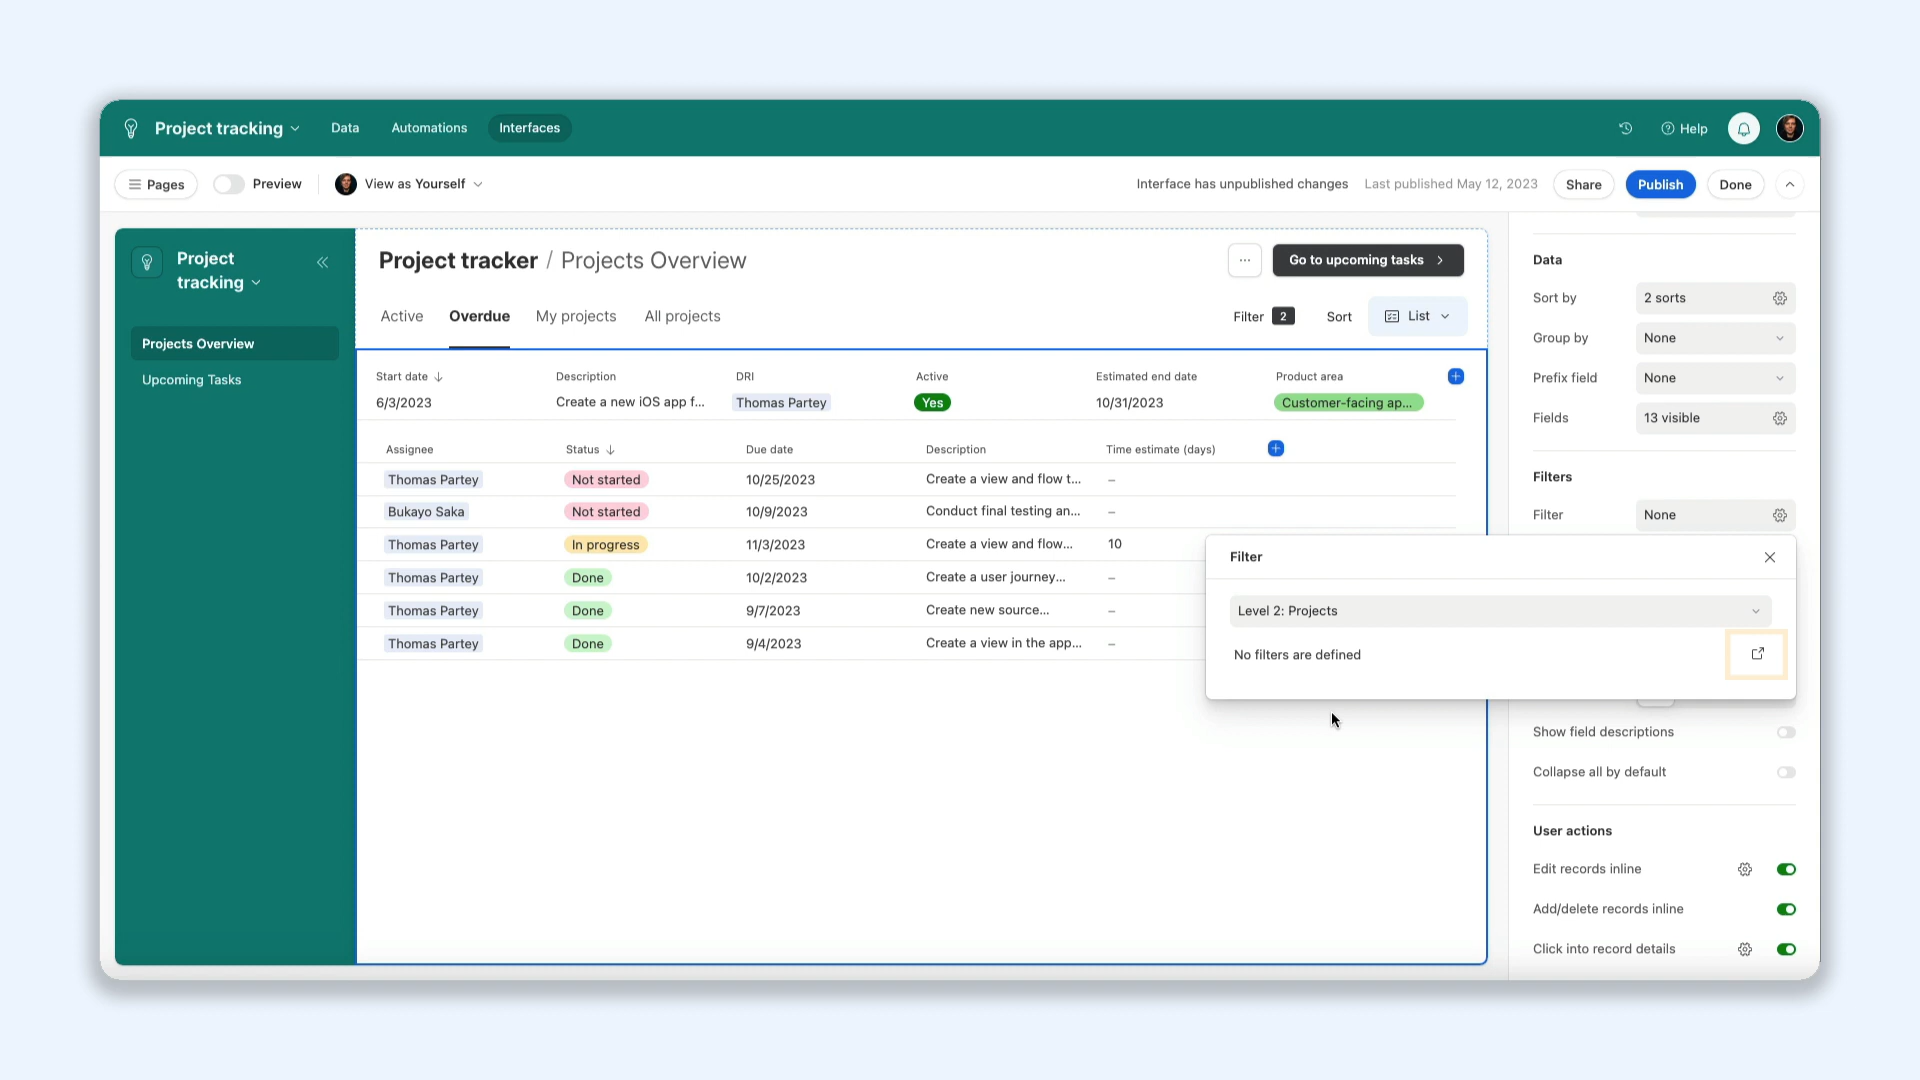 Project tracking
Data
Automations
Interfaces
Help
Pages
Preview
View as Yourself
Interface has unpublished changes
Last published May 12, 2023
Share
Publish
Done
Project
tracking
Projects Overview
Upcoming Tasks
Project tracker / Projects Overview
...
Go to upcoming tasks
Active
Overdue
My projects
All projects
Filter 2
Sort
List
Start date
Description
DRI
Active
Estimated end date
Product area
6/3/2023
Create a new iOS app f...
Thomas Partey
Yes
10/31/2023
Customer-facing ap...
Assignee
Status
Due date
Description
Time estimate (days)
Thomas Partey
Not started
10/25/2023
Create a view and flow t...
–
Bukayo Saka
Not started
10/9/2023
Conduct final testing an...
–
Thomas Partey
In progress
11/3/2023
Create a view and flow...
10
Thomas Partey
Done
10/2/2023
Create a user journey...
–
Thomas Partey
Done
9/7/2023
Create new source...
–
Thomas Partey
Done
9/4/2023
Create a view in the app...
–
Data
Sort by
2 sorts
Group by
None
Prefix field
None
Fields
13 visible
Filters
Filter
None
Filter
Level 2: Projects
No filters are defined
Show field descriptions
Collapse all by default
User actions
Edit records inline
Add/delete records inline
Click into record details